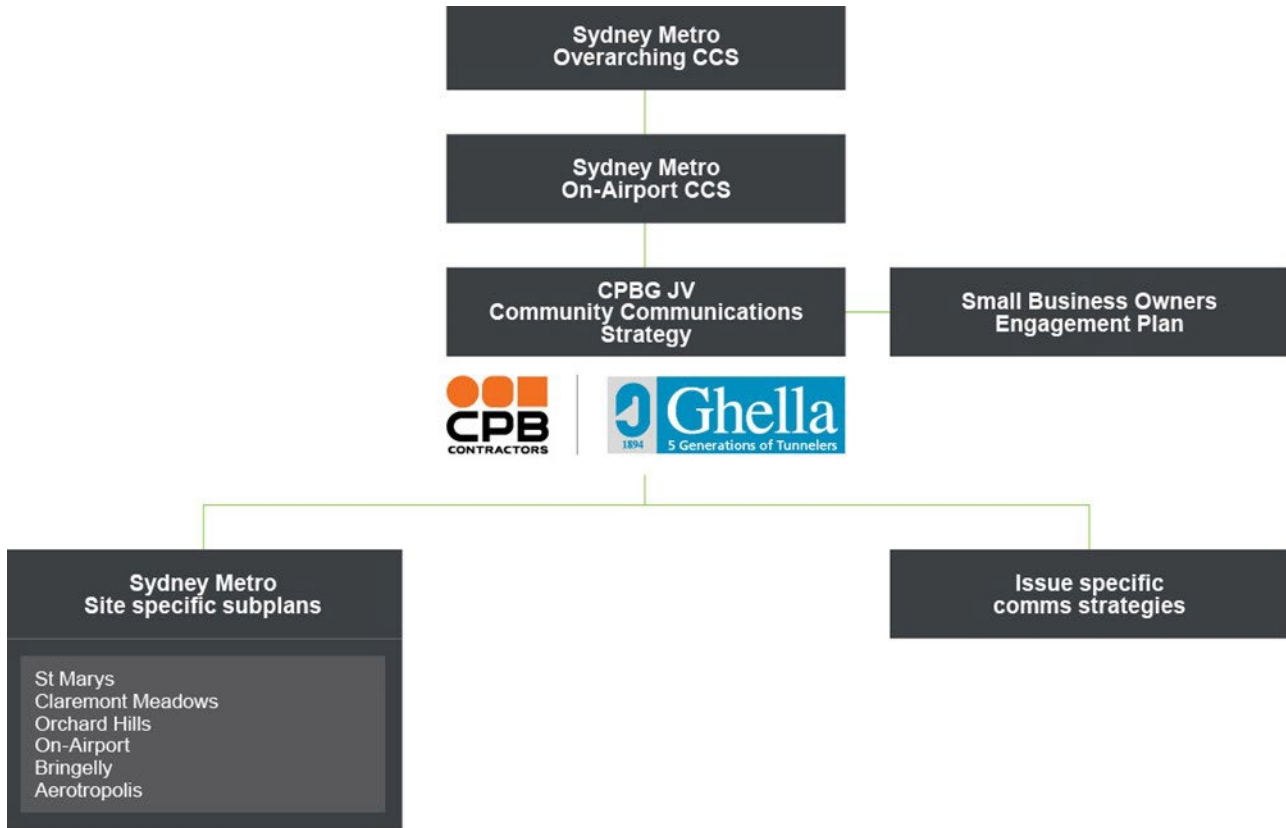 Sydney Metro
Overarching CCS
Sydney Metro
On-Airport CCS
CPBG JV
Community Communications
Strategy
Small Business Owners
Engagement Plan
CPB
CONTRACTORS
Ghella
1894
5 Generations of Tunnelers
Sydney Metro
Site specific subplans
St Marys
Claremont Meadows
Orchard Hills
On-Airport
Bringelly
Aerotropolis
Issue specific
comms strategies